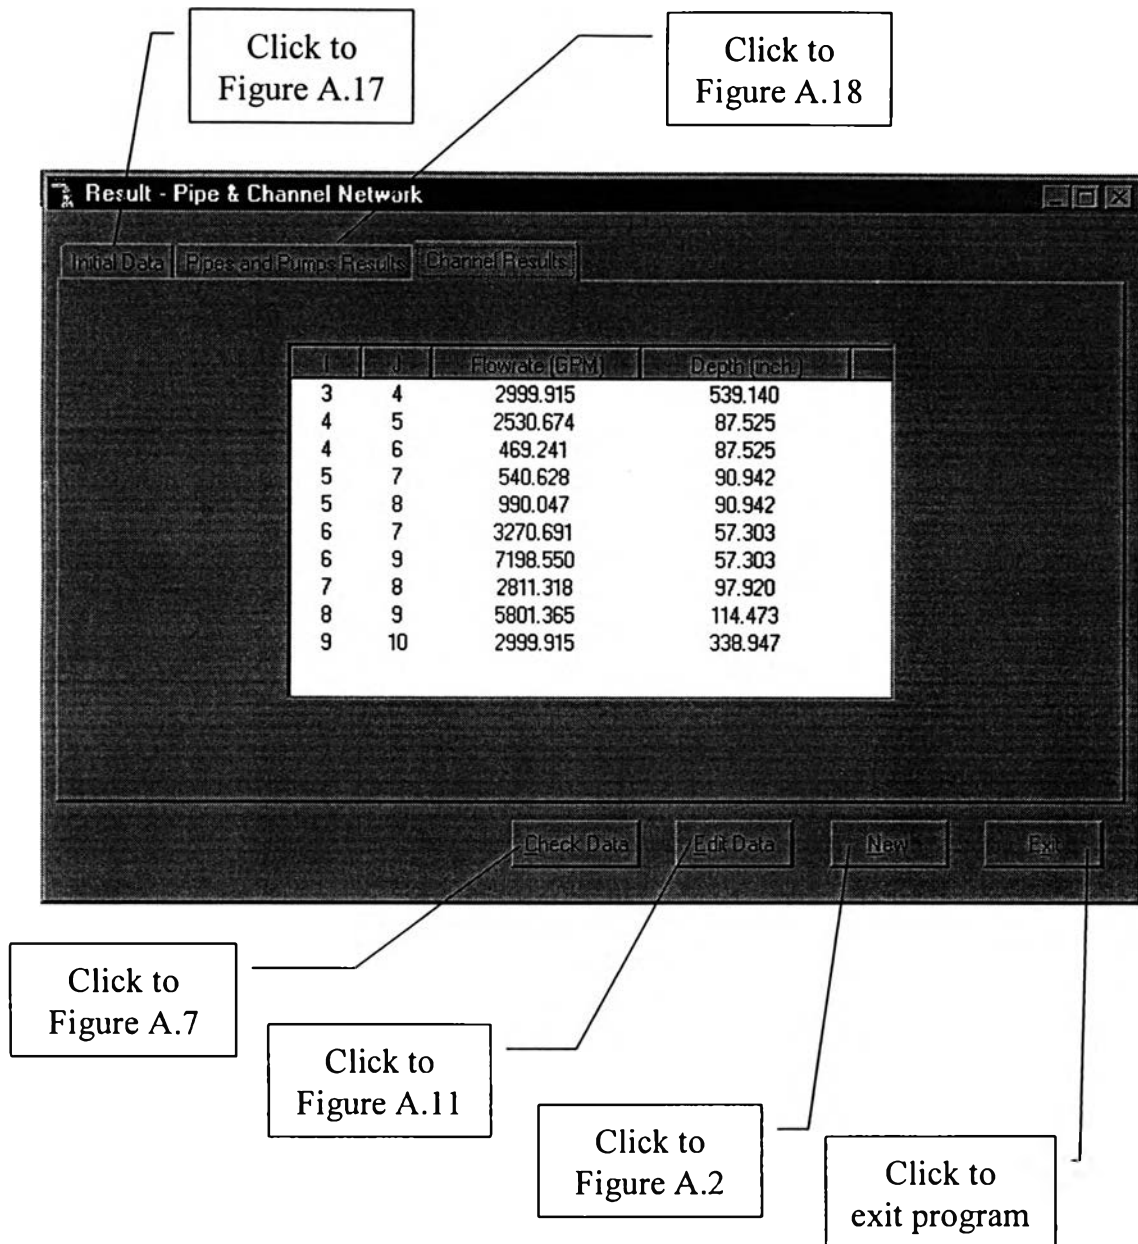 Click to
Figure A.17
Click to
Figure A.18
Result - Pipe & Channel Network
Initial Data Pipes and Pumps Results Channel Results
I J Flowrate (GPM) Depth (inch.)
3 4 2999.915 539.140
4 5 2530.674 87.525
4 6 469.241 87.525
5 7 540.628 90.942
5 8 990.047 90.942
6 7 3270.691 57.303
6 9 7198.550 57.303
7 8 2811.318 97.920
8 9 5801.365 114.473
9 10 2999.915 338.947
Check Data Edit Data New Exit
Click to
Figure A.7
Click to
Figure A.11
Click to
Figure A.2
Click to
exit program